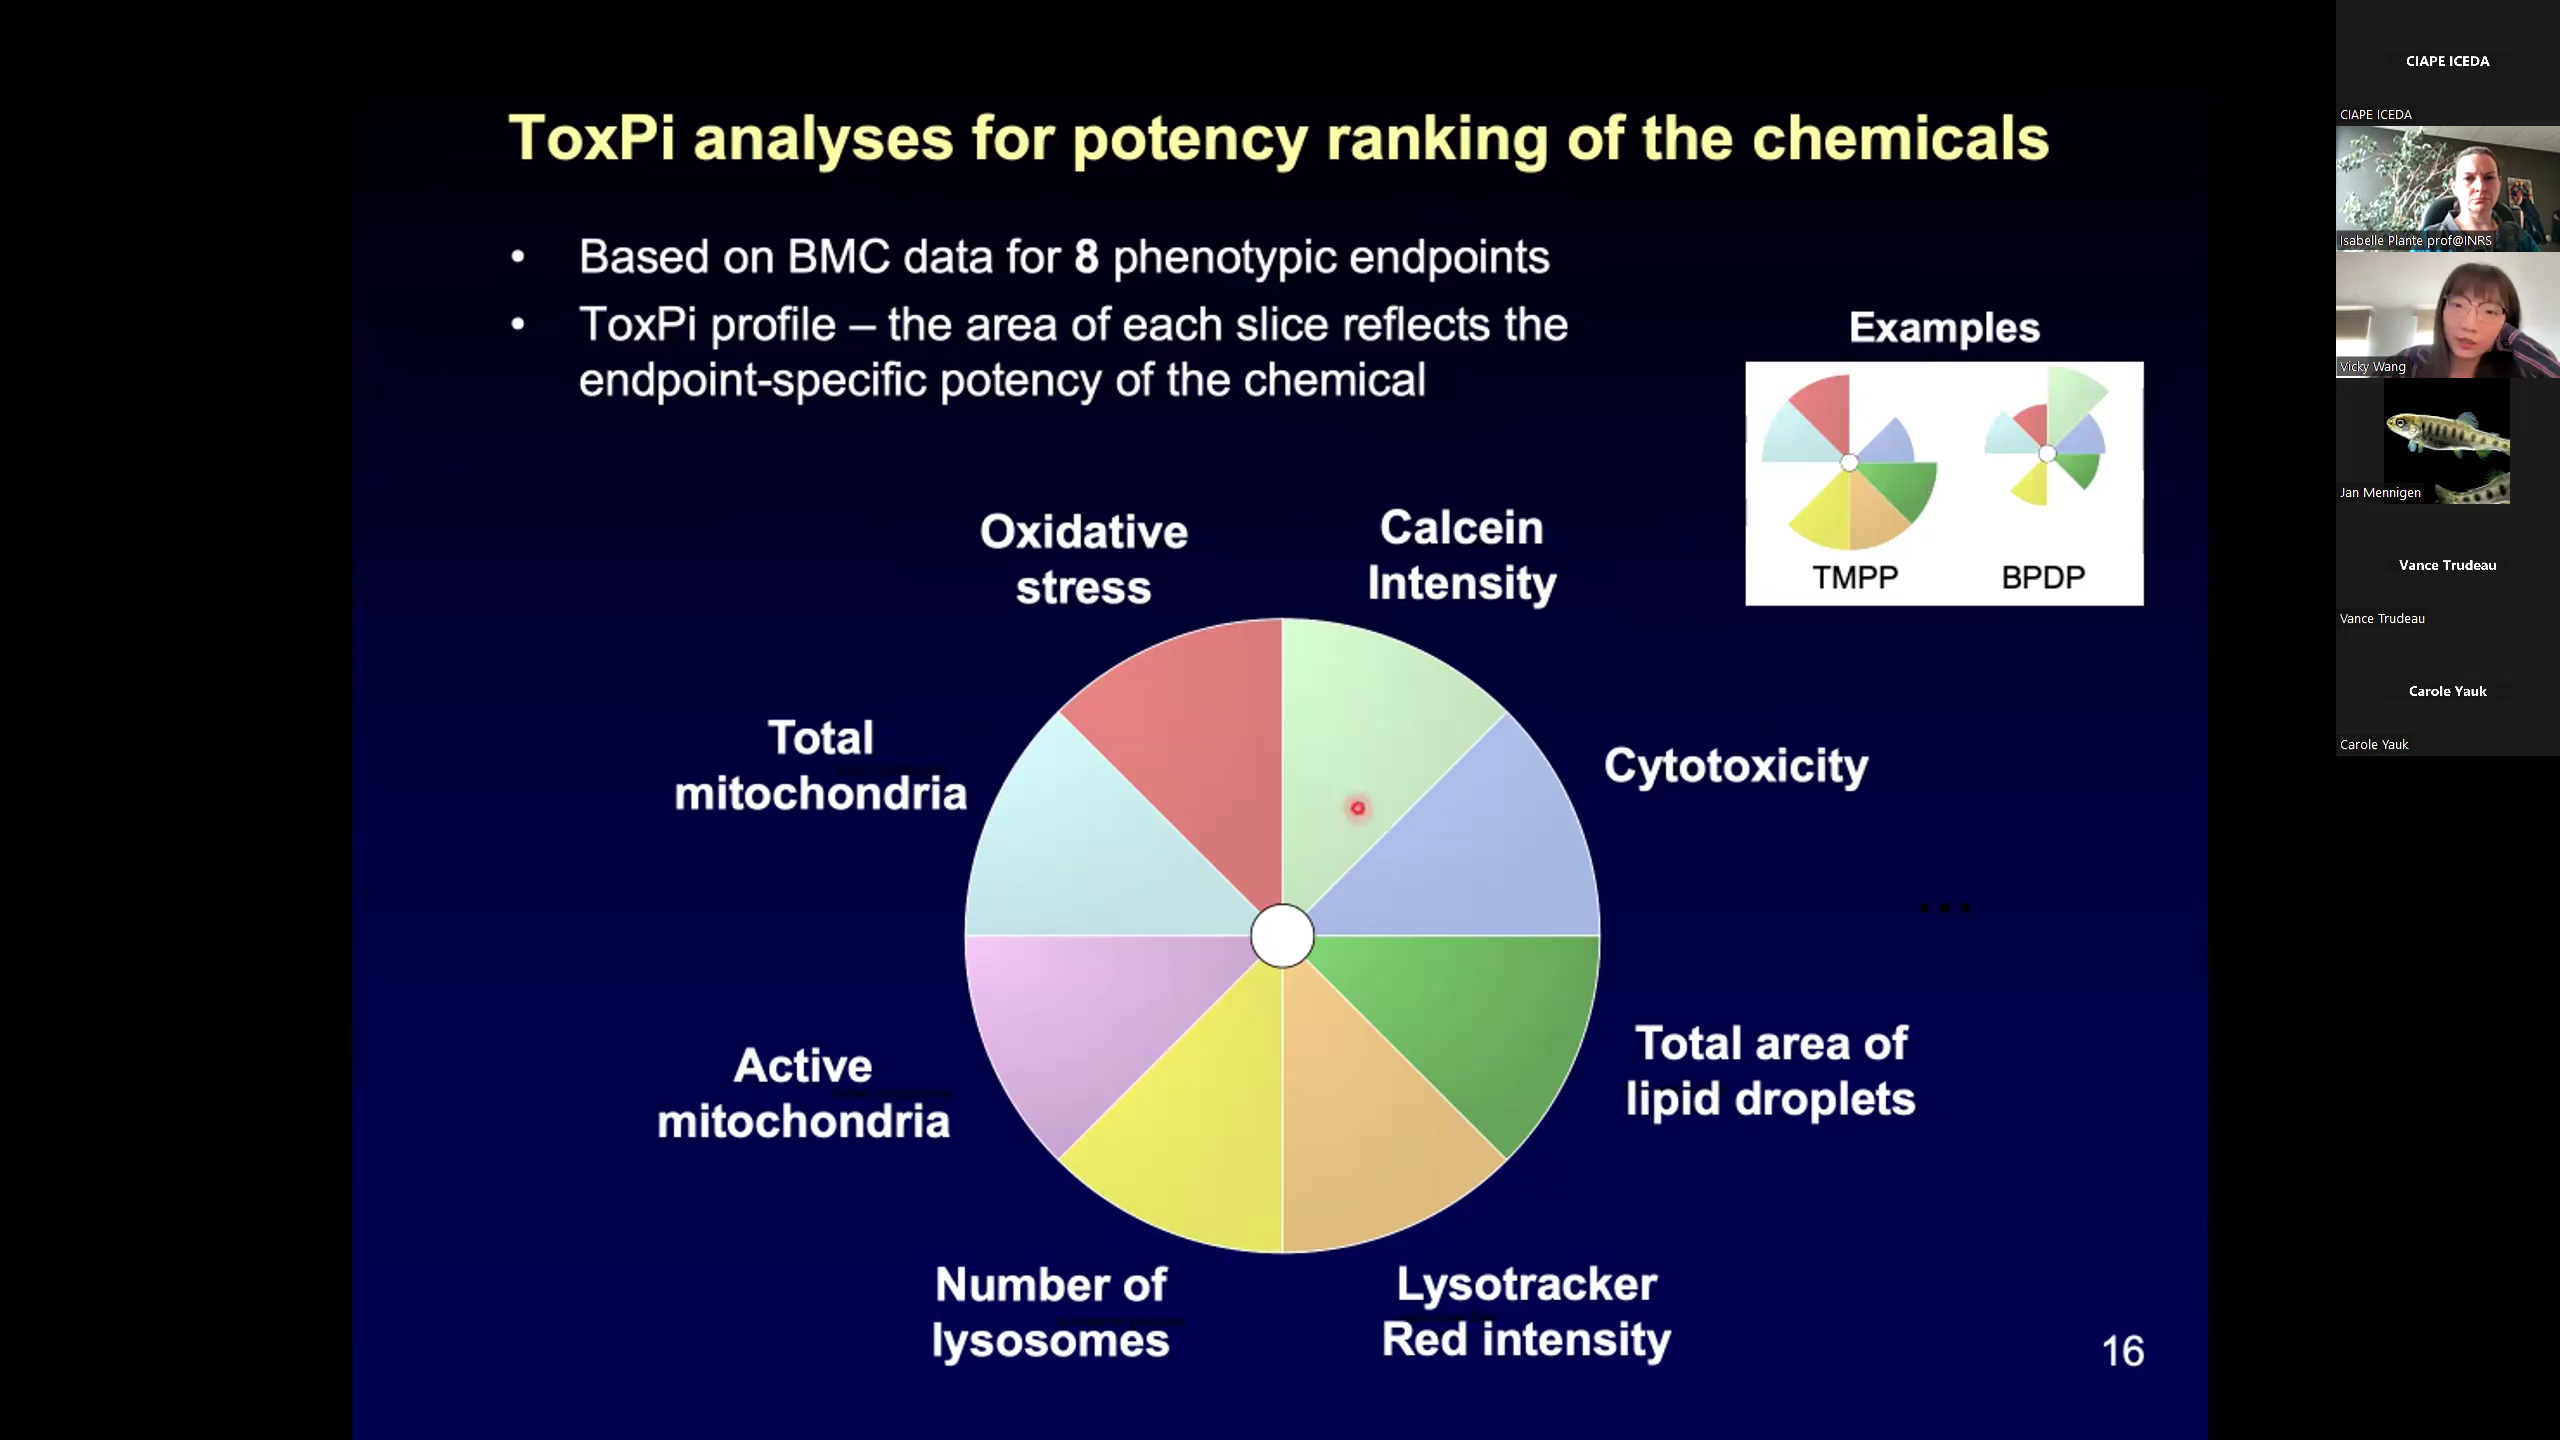 ToxPi analyses for potency ranking of the chemicals
• Based on BMC data for 8 phenotypic endpoints
• ToxPi profile – the area of each slice reflects the
endpoint-specific potency of the chemical
Examples
TMPP
BPDP
Oxidative
stress
Calcein
Intensity
Total
mitochondria
Cytotoxicity
...
Active
mitochondria
Total area of
lipid droplets
Number of
lysosomes
Lysotracker
Red intensity
16
CIAPE ICEDA
CIAPE ICEDA
Isabelle Plante prof@INRS
Vicky Wang
Jan Mennigen
Vance Trudeau
Vance Trudeau
Carole Yauk
Carole Yauk